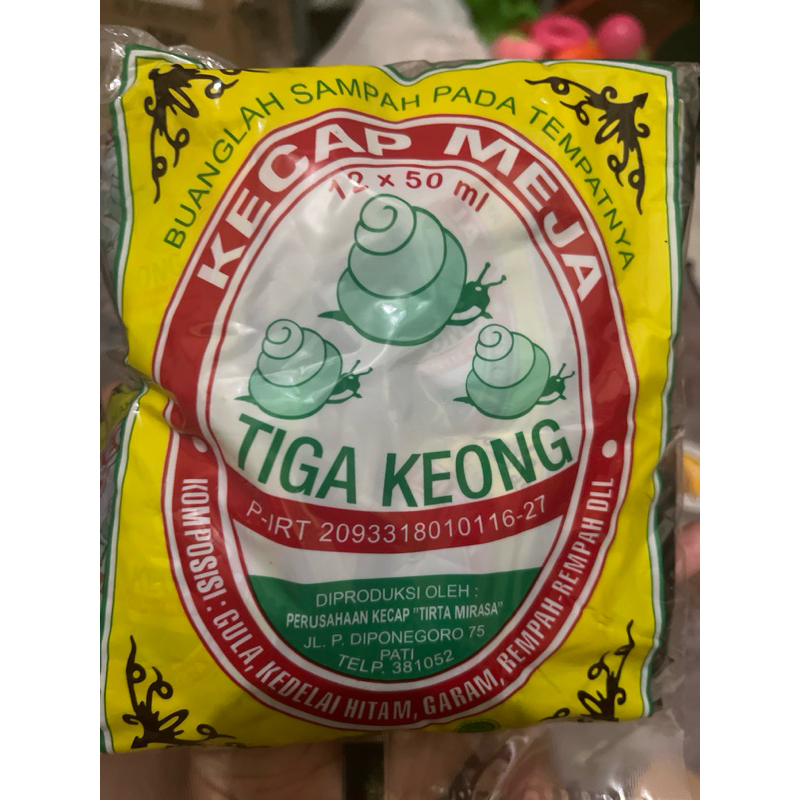 BUANGLAH SAMPAH PADA TEMPATNYA
KECAP MEJA
12 x 50 ml
TIGA KEONG
P-IRT 2093318010116-27
DIPRODUKSI OLEH :
PERUSAHAAN KECAP "TIRTA MIRASA"
JL. P. DIPONEGORO 75
PATI
TELP. 381052
KOMPOSISI : GULA, KEDELAI HITAM, GARAM, REMPAH-REMPAH DLL